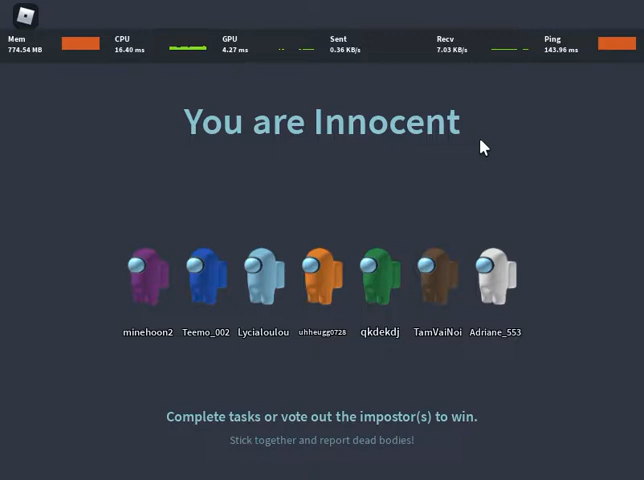 Mem CPU GPU Sent Recv Ping
774.54 MB 16.40 ms 4.27 ms 0.36 KB/s 7.03 KB/s 143.96 ms
You are Innocent
minehoon2 Teemo_002 Lycialoulou uhheugg0728 qkdekdj TamVaiNoi Adriane_553
Complete tasks or vote out the impostor(s) to win.
Stick together and report dead bodies!